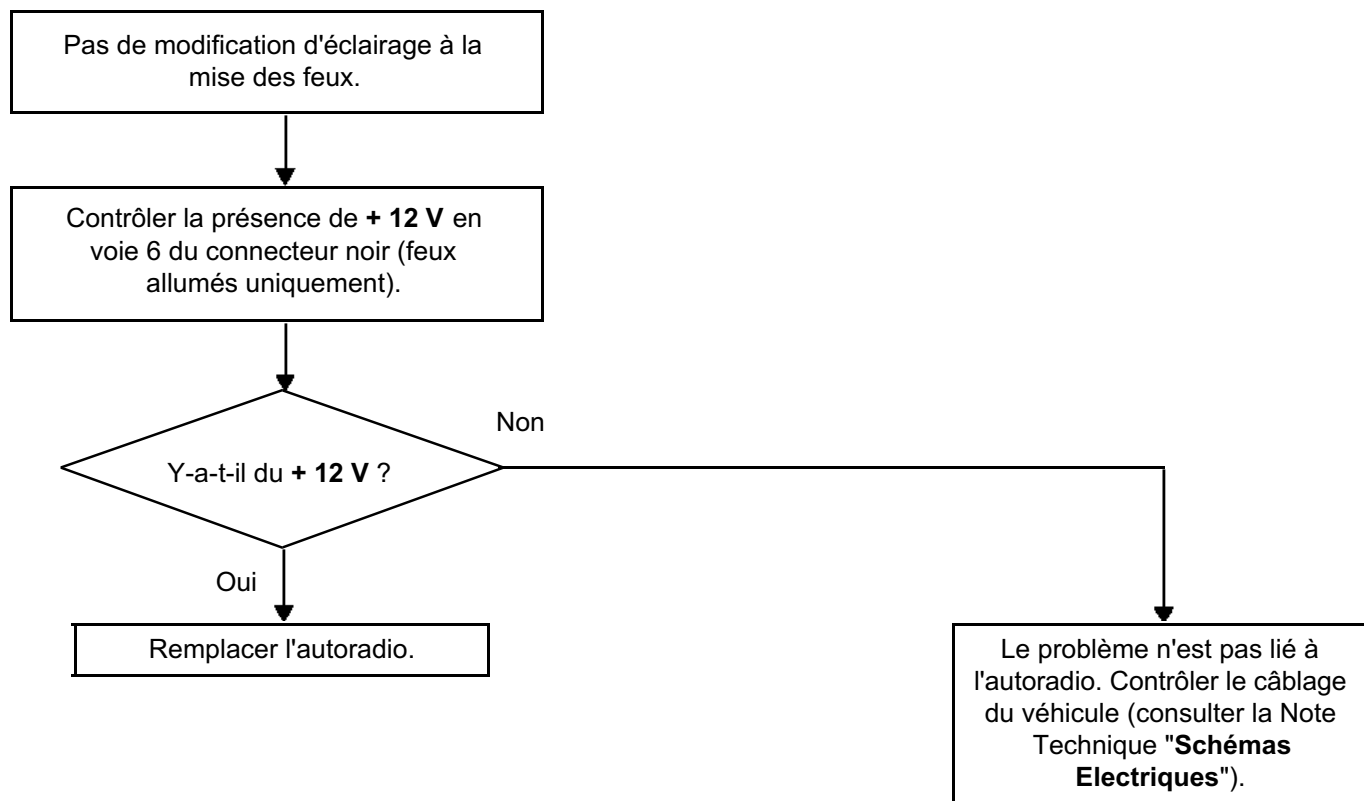 Pas de modification d'éclairage à la
mise des feux.
Contrôler la présence de + 12 V en
voie 6 du connecteur noir (feux
allumés uniquement).
Non
Y-a-t-il du + 12 V ?
Oui
Remplacer l'autoradio.
Le problème n'est pas lié à
l'autoradio. Contrôler le câblage
du véhicule (consulter la Note
Technique "Schémas
Electriques").